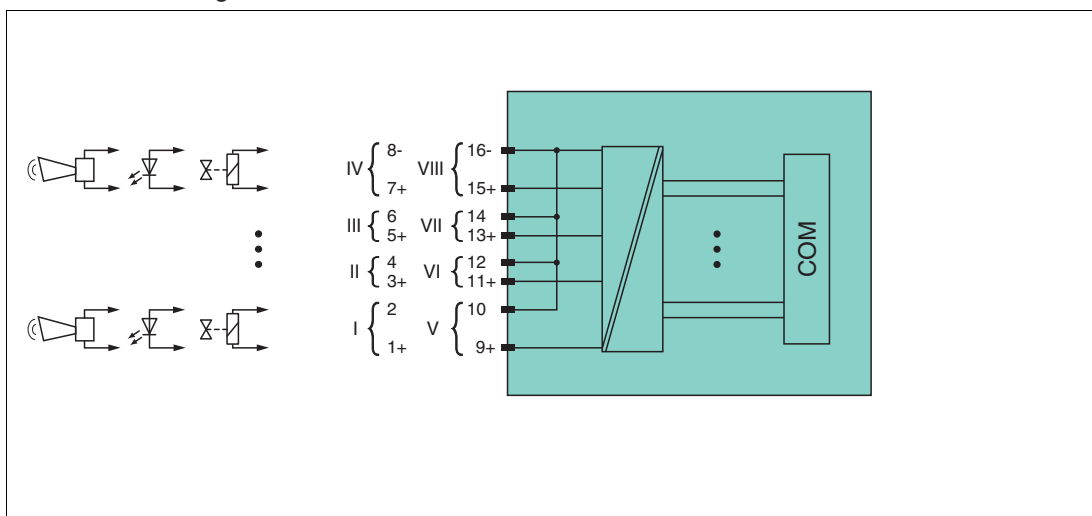 IV 8- VIII 16-
7+ 15+
III 6 VII 14
5+ 13+
II 4 VI 12
3+ 11+
I 2 V 10
1+ 9+
COM